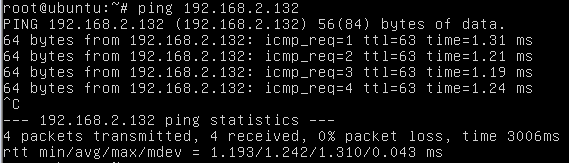 root@ubuntu:~# ping 192.168.2.132
PING 192.168.2.132 (192.168.2.132) 56(84) bytes of data.
64 bytes from 192.168.2.132: icmp_req=1 ttl=63 time=1.31 ms
64 bytes from 192.168.2.132: icmp_req=2 ttl=63 time=1.21 ms
64 bytes from 192.168.2.132: icmp_req=3 ttl=63 time=1.19 ms
64 bytes from 192.168.2.132: icmp_req=4 ttl=63 time=1.24 ms
^C
--- 192.168.2.132 ping statistics ---
4 packets transmitted, 4 received, 0% packet loss, time 3006ms
rtt min/avg/max/mdev = 1.193/1.242/1.310/0.043 ms